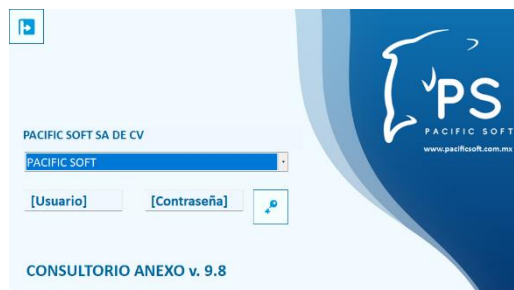 PS
PACIFIC SOFT
www.pacificsoft.com.mx
PACIFIC SOFT SA DE CV
PACIFIC SOFT
[Usuario] [Contraseña]
CONSULTORIO ANEXO v. 9.8